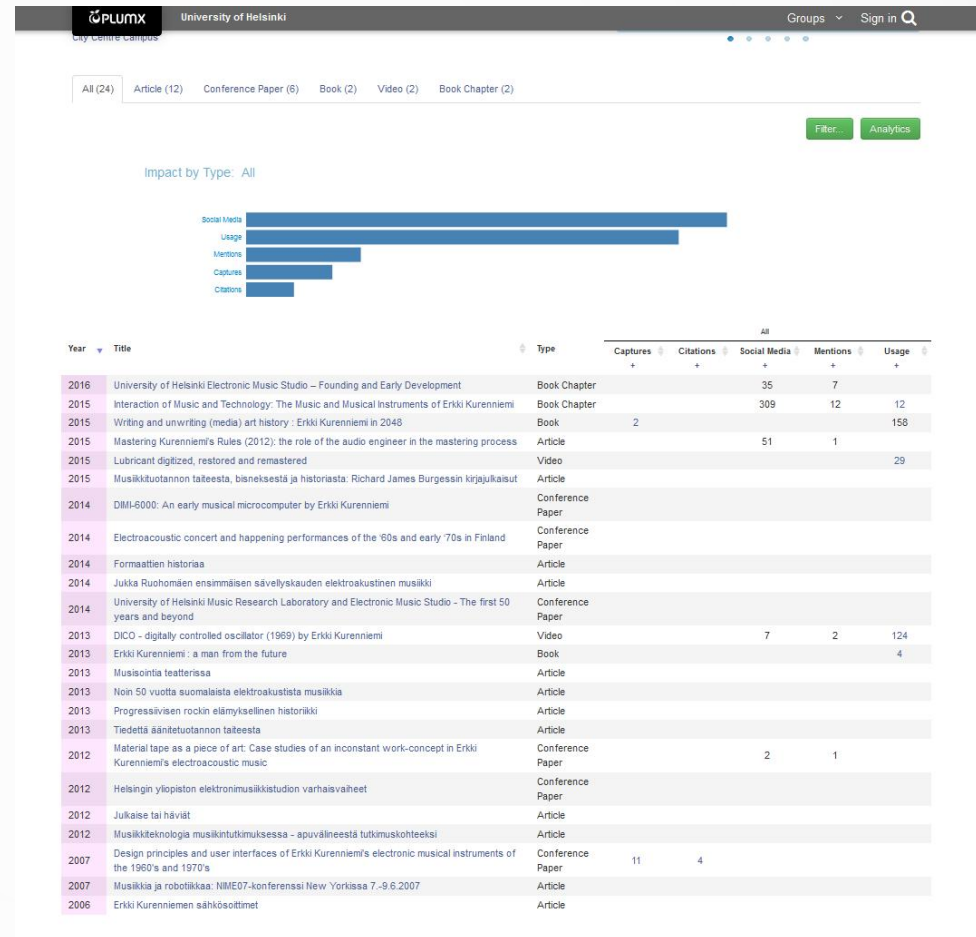 PLUMX University of Helsinki Groups Sign in
City Centre Campus
All (24) Article (12) Conference Paper (6) Book (2) Video (2) Book Chapter (2)
Filter... Analytics
Impact by Type: All
Social Media
Usage
Mentions
Captures
Citations
All
Year Title Type Captures Citations Social Media Mentions Usage
+ + + + +
2016 University of Helsinki Electronic Music Studio – Founding and Early Development Book Chapter 35 7
2015 Interaction of Music and Technology: The Music and Musical Instruments of Erkki Kurenniemi Book Chapter 309 12 12
2015 Writing and unwriting (media) art history : Erkki Kurenniemi in 2048 Book 2 158
2015 Mastering Kurenniemi's Rules (2012): the role of the audio engineer in the mastering process Article 51 1
2015 Lubricant digitized, restored and remastered Video 29
2015 Musiikkituotannon taiteesta, bisneksestä ja historiasta: Richard James Burgessin kirjajulkaisut Article
2014 DIMI-6000: An early musical microcomputer by Erkki Kurenniemi Conference
Paper
2014 Electroacoustic concert and happening performances of the '60s and early '70s in Finland Conference
Paper
2014 Formaattien historiaa Article
2014 Jukka Ruohomäen ensimmäisen sävellyskauden elektroakustinen musiikki Article
2014 University of Helsinki Music Research Laboratory and Electronic Music Studio - The first 50 Conference
years and beyond Paper
2013 DICO - digitally controlled oscillator (1969) by Erkki Kurenniemi Video 7 2 124
2013 Erkki Kurenniemi : a man from the future Book 4
2013 Musisointia teatterissa Article
2013 Noin 50 vuotta suomalaista elektroakustista musiikkia Article
2013 Progressiivisen rockin elämyksellinen historiikki Article
2013 Tiedettä äänitetuotannon taiteesta Article
2012 Material tape as a piece of art: Case studies of an inconstant work-concept in Erkki Conference 2 1
Kurenniemi's electroacoustic music Paper
2012 Helsingin yliopiston elektronimusiikkistudion varhaisvaiheet Conference
Paper
2012 Julkaise tai häviät Article
2012 Musiikkiteknologia musiikintutkimuksessa - apuvälineestä tutkimuskohteeksi Article
2007 Design principles and user interfaces of Erkki Kurenniemi's electronic musical instruments of Conference 11 4
the 1960's and 1970's Paper
2007 Musiikkia ja robotiikkaa: NIME07-konferenssi New Yorkissa 7.-9.6.2007 Article
2006 Erkki Kurenniemen sähkösoittimet Article